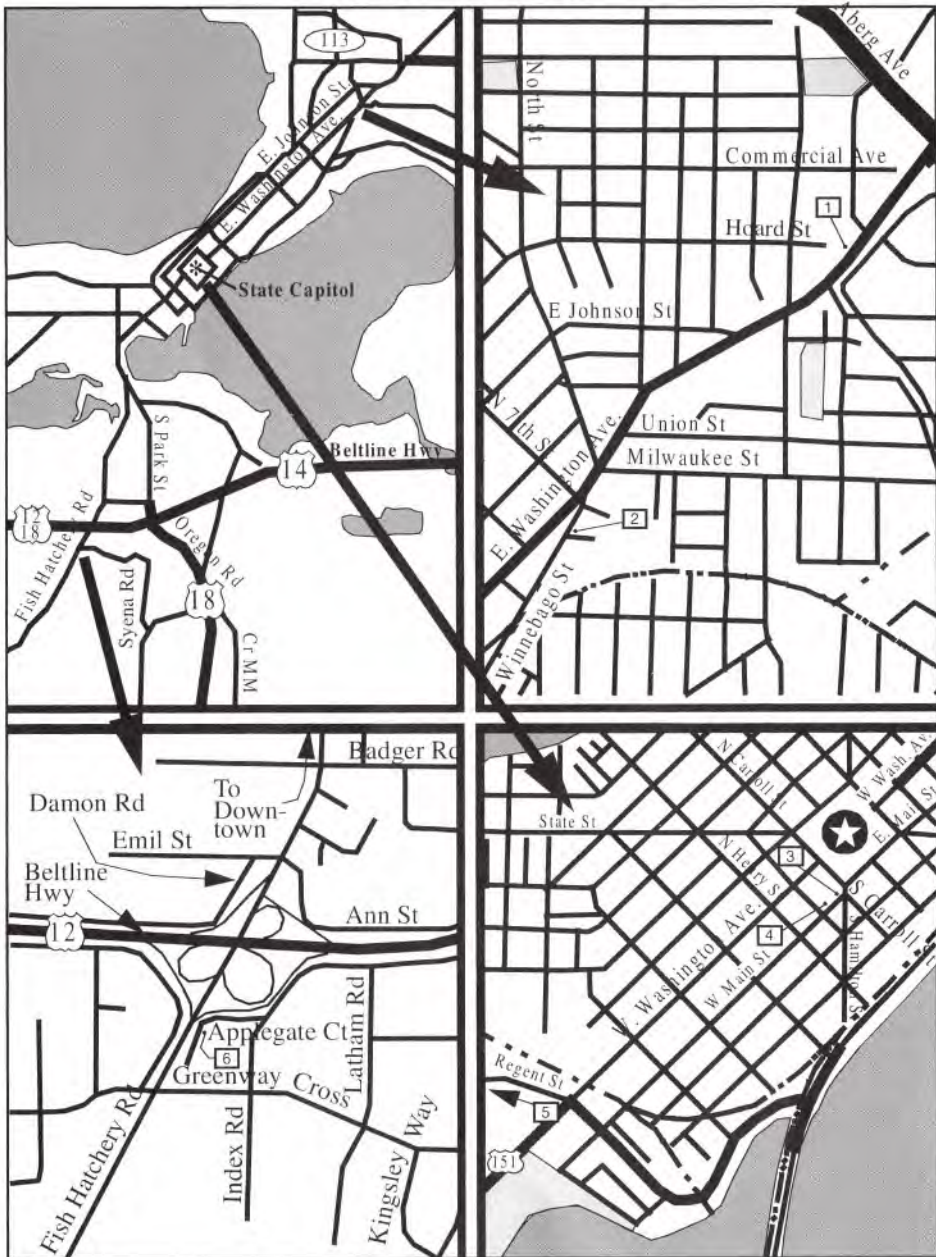 113
E. Johnson St.
E. Washington Ave.
State Capitol
S Park St
Beltline Hwy
14
12
18
Fish Hatchery Rd
Oregon Rd
Syena Rd
18
Cr MM
Aberg Ave
North St
Commercial Ave
1
Hoard St
E Johnson St
N 7th St
E. Washington Ave.
Union St
Milwaukee St
2
Winnebago St
Badger Rd
To
Down-
town
Damon Rd
Emil St
Beltline
Hwy
12
Ann St
Applegate Ct
6
Greenway Cross
Latham Rd
Fish Hatchery Rd
Index Rd
Kingsley Way
N Carroll St
W Wash. Av
E. Main St
State St
3
N Henry S
S Carroll
4
S Hamilton S
W. Washington Ave.
W Main St
Regent St
5
151